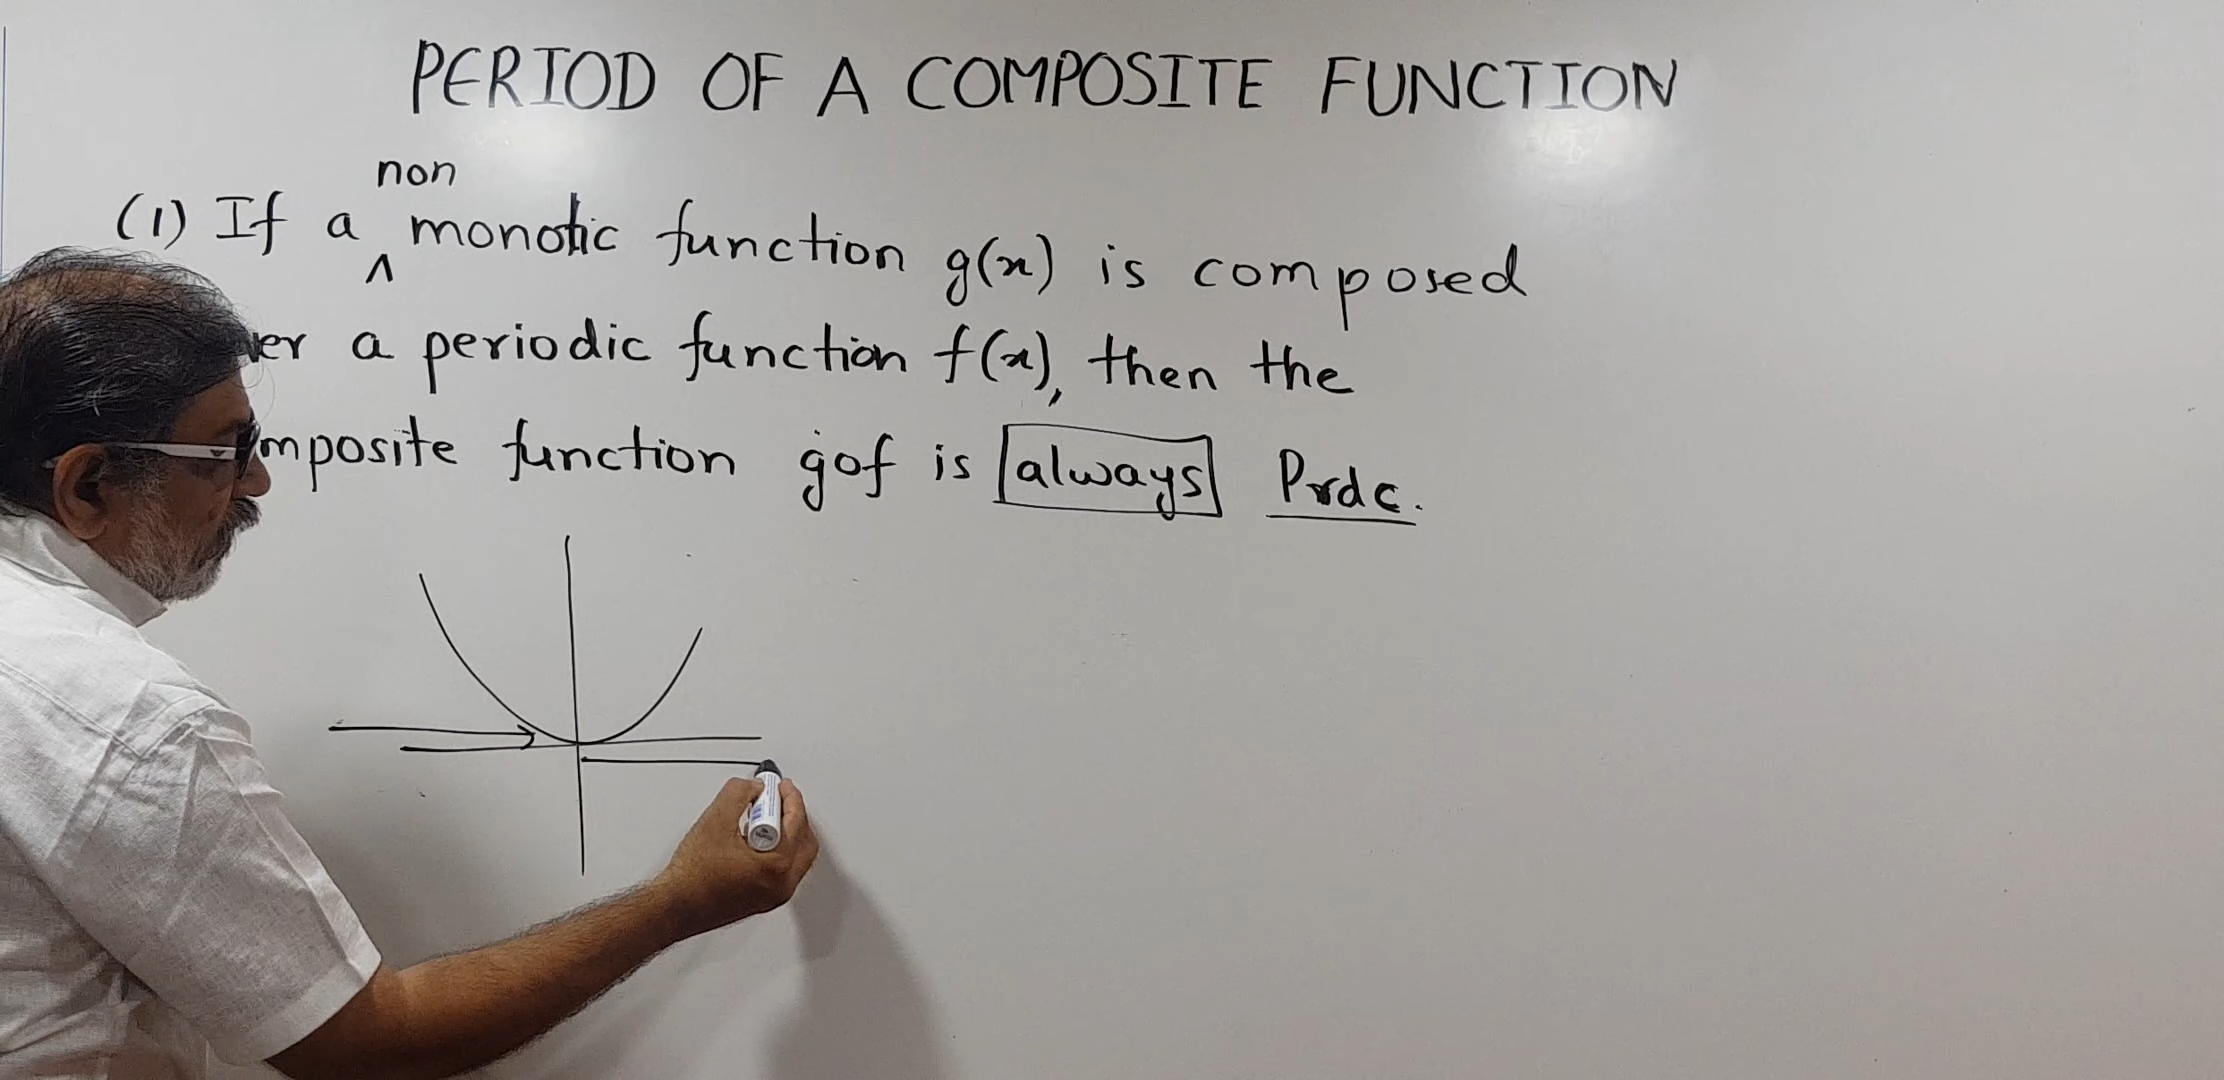 PERIOD OF A COMPOSITE FUNCTION
non
(1) If a ^ monotic function g(x) is composed
er a periodic function f(x), then the
mposite function gof is always Prdc.